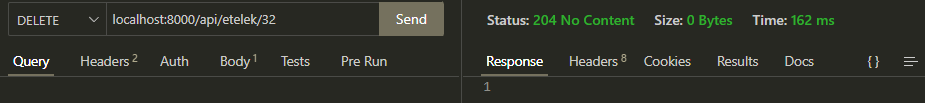 DELETE localhost:8000/api/etelek/32 Send
Query Headers 2 Auth Body 1 Tests Pre Run
Status: 204 No Content Size: 0 Bytes Time: 162 ms
Response Headers 8 Cookies Results Docs { }
1